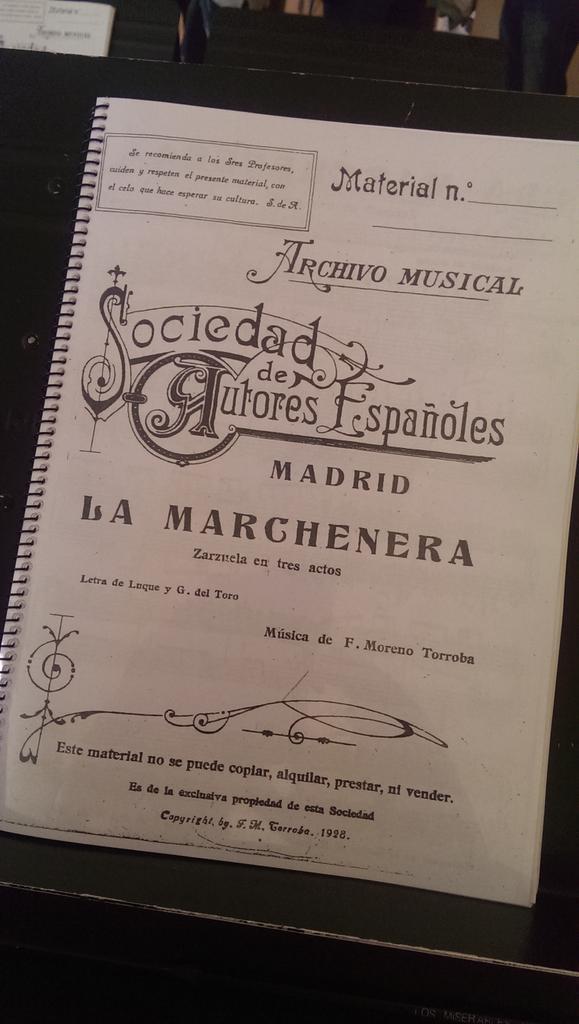 Se recomienda a los Sres Profesores,
cuiden y respeten el presente material, con
el celo que hace esperar su cultura. S. de A.
Material n.º
ARCHIVO MUSICAL
Sociedad
de
Autores Españoles
MADRID
LA MARCHENERA
Zarzuela en tres actos
Letra de Luque y G. del Toro
Música de F. Moreno Torroba
Este material no se puede copiar, alquilar, prestar, ni vender.
Es de la exclusiva propiedad de esta Sociedad
Copyright, by. F. M. Torroba. 1928.
LOS MISERABLES